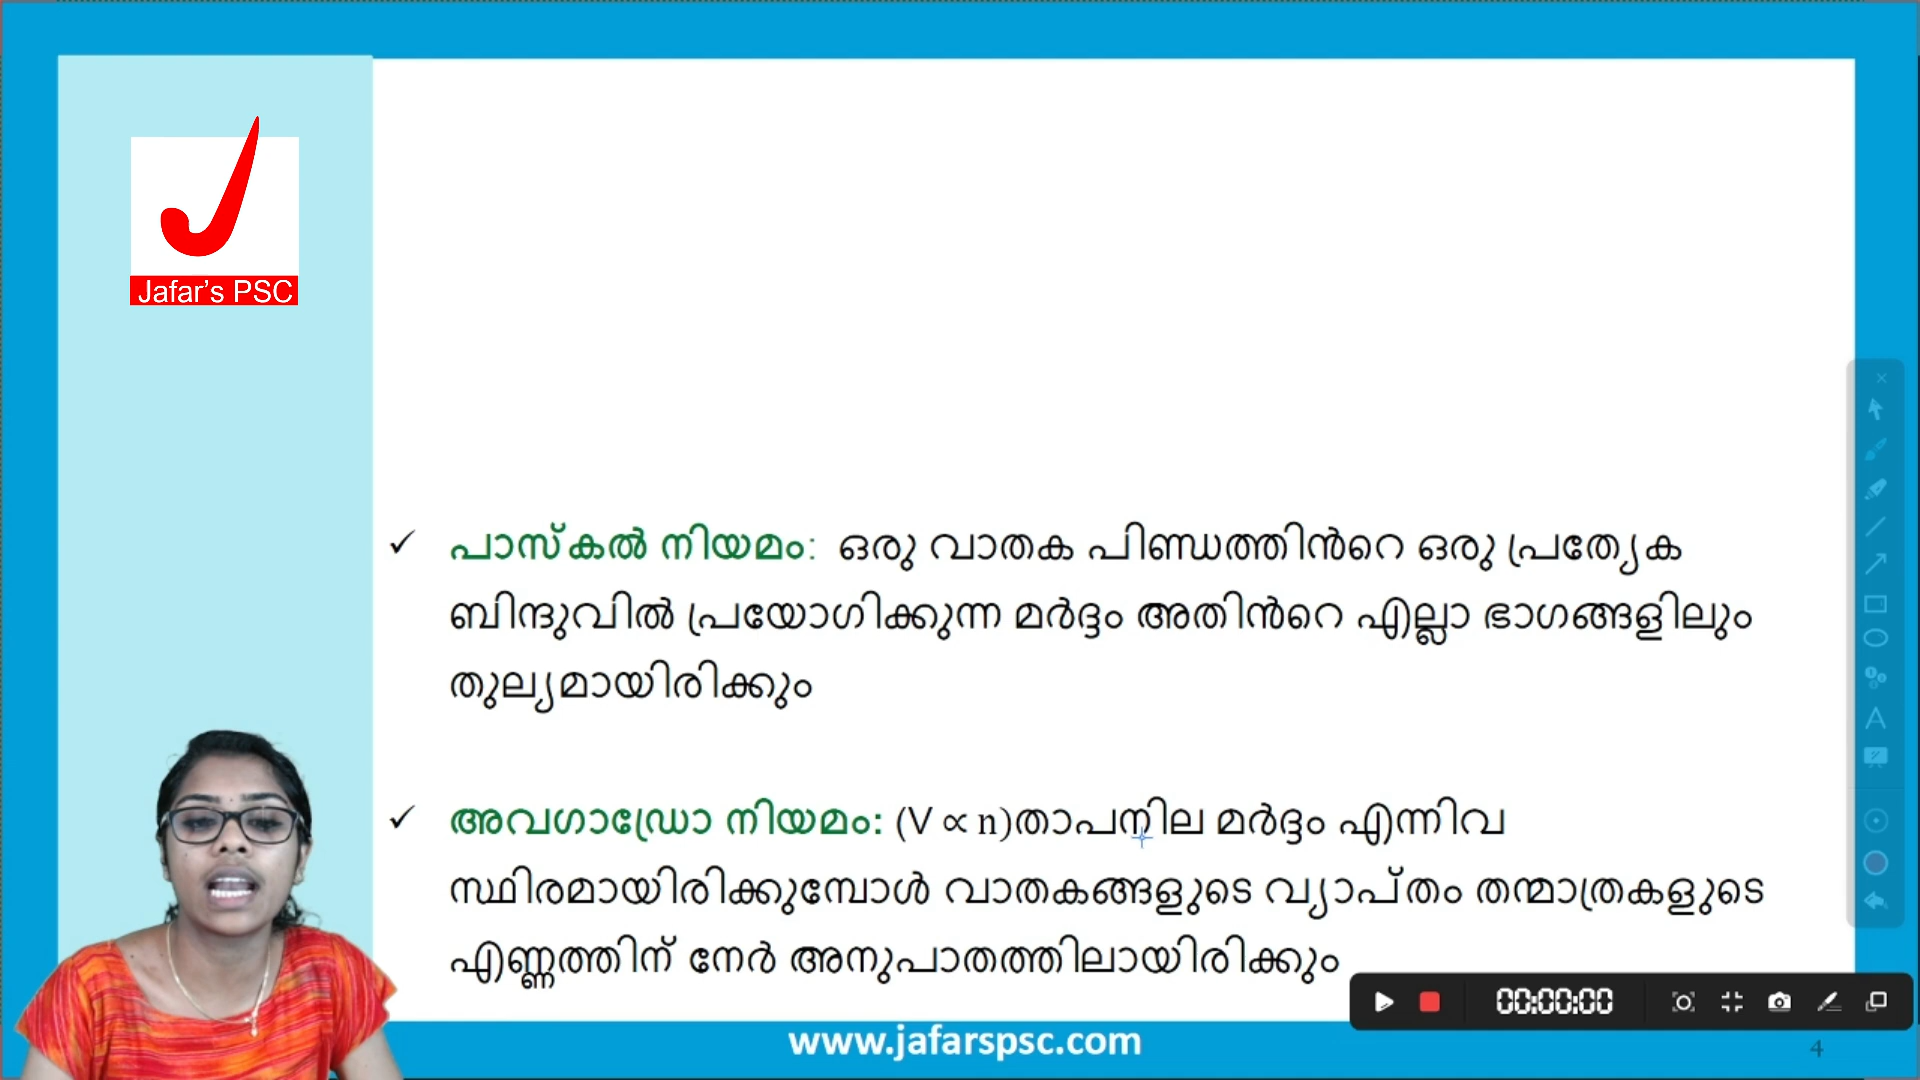 Jafar's PSC
✓ പാസ്കൽ നിയമം: ഒരു വാതക പിണ്ഡത്തിൻറെ ഒരു പ്രത്യേക
ബിന്ദുവിൽ പ്രയോഗിക്കുന്ന മർദ്ദം അതിൻറെ എല്ലാ ഭാഗങ്ങളിലും
തുല്യമായിരിക്കും
✓ അവഗാഡ്രോ നിയമം: (V ∝ n)താപനില മർദ്ദം എന്നിവ
സ്ഥിരമായിരിക്കുമ്പോൾ വാതകങ്ങളുടെ വ്യാപ്തം തന്മാത്രകളുടെ
എണ്ണത്തിന് നേർ അനുപാതത്തിലായിരിക്കും
00:00:00
www.jafarspsc.com
4